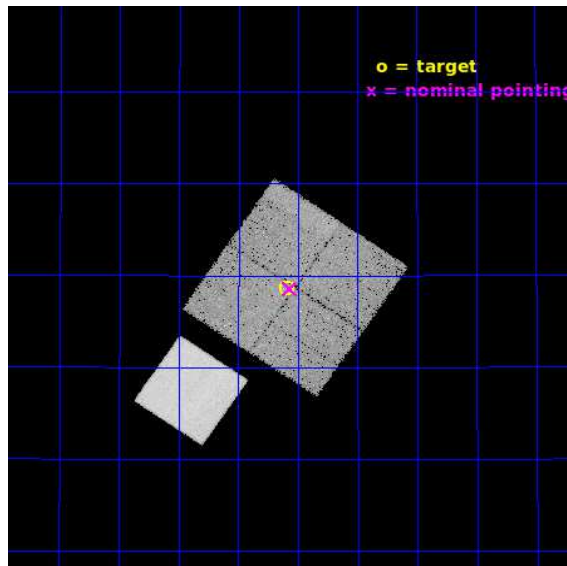 o = target
x = nominal pointing